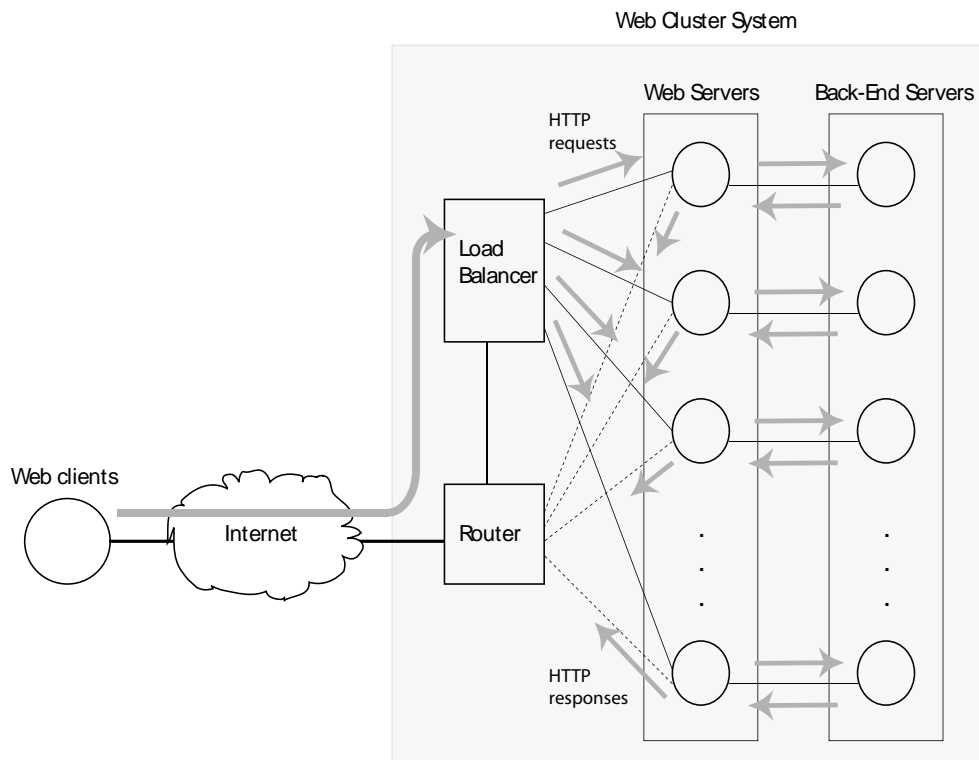 Web Cluster System
Web Servers
Back-End Servers
HTTP
requests
Load
Balancer
Web clients
Internet
Router
HTTP
responses